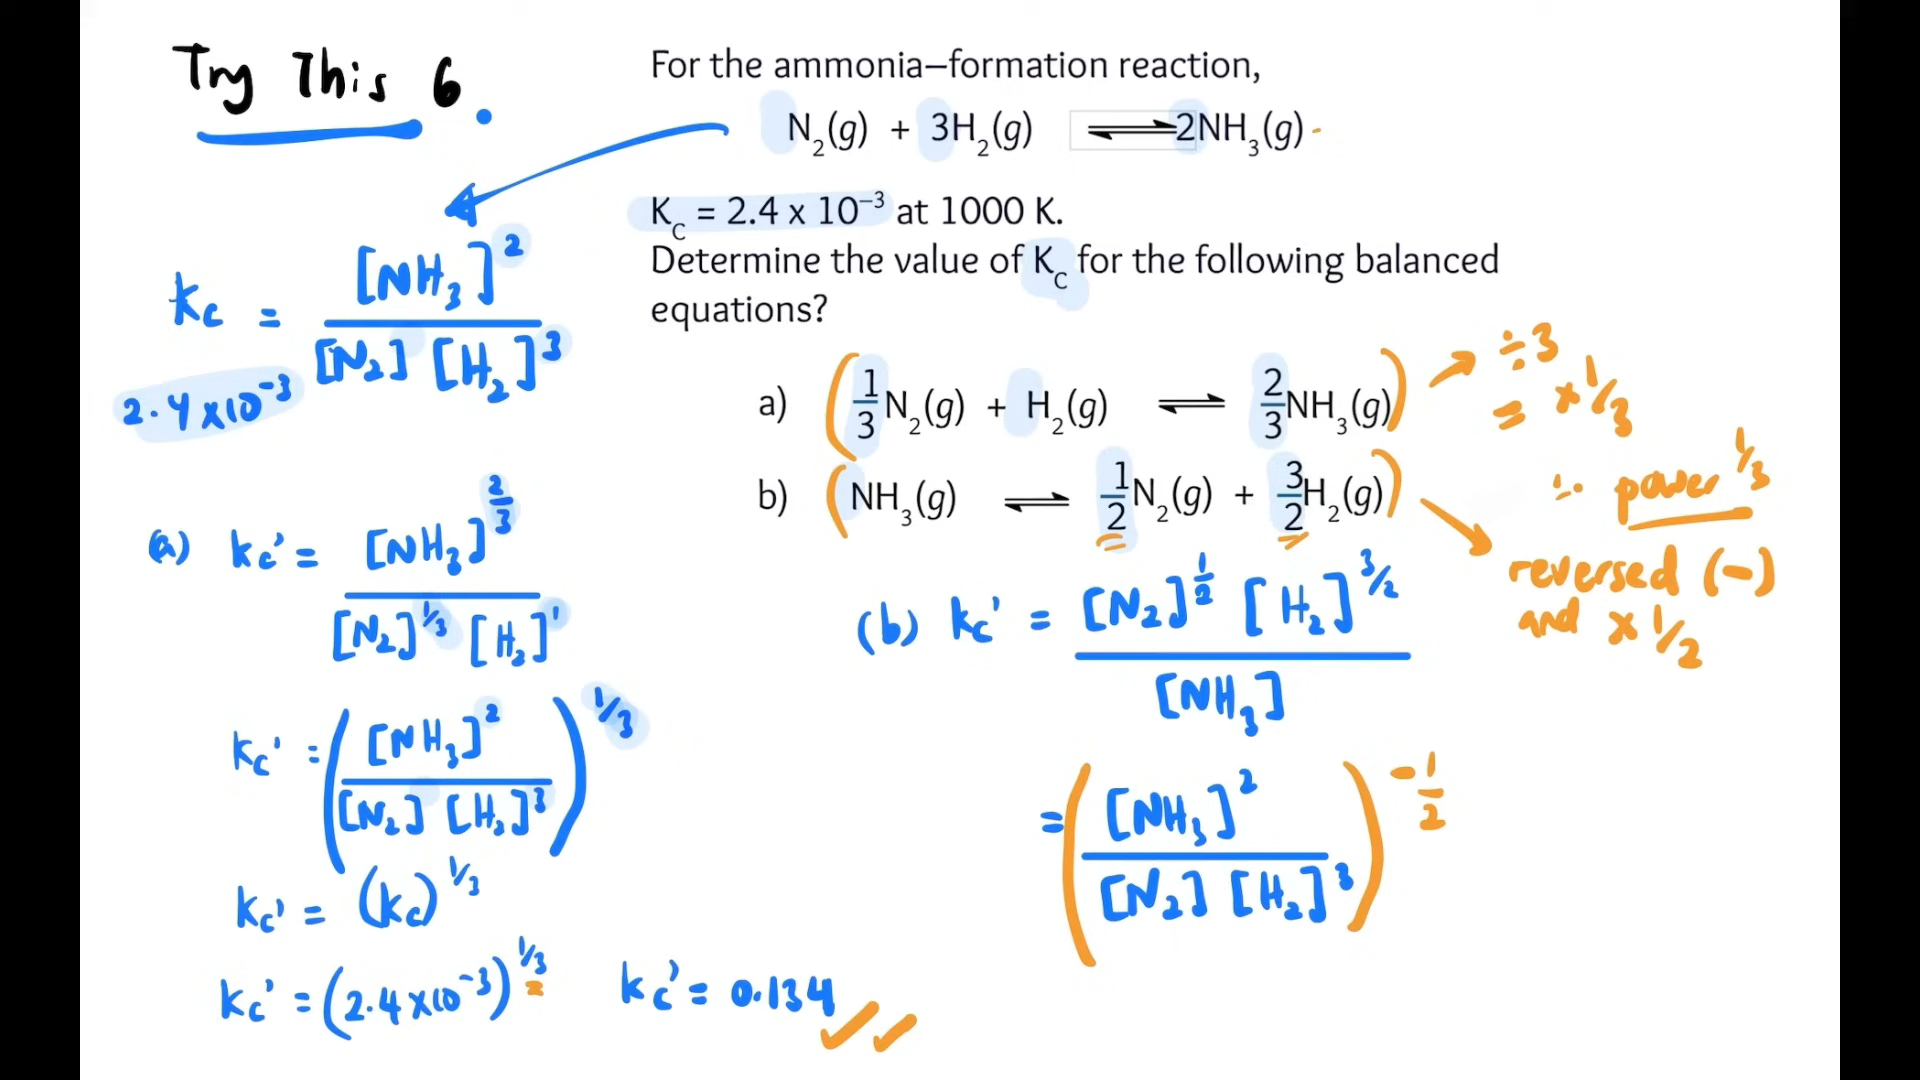 Try This 6.
For the ammonia–formation reaction,
N₂(g) + 3H₂(g) ⇌ 2NH₃(g)
K_C = 2.4 x 10⁻³ at 1000 K.
Determine the value of K_C for the following balanced
equations?
a) (1/3 N₂(g) + H₂(g) ⇌ 2/3 NH₃(g)) → ÷3
= x 1/3
∴ power 1/3
b) (NH₃(g) ⇌ 1/2 N₂(g) + 3/2 H₂(g))
reversed (-)
and x 1/2
kc = [NH₃]² / [N₂] [H₂]³
2.4 x 10⁻³
(a) kc' = [NH₃]^2/3 / [N₂]^1/3 [H₂]¹
kc' = ([NH₃]² / [N₂] [H₂]³)^1/3
kc' = (kc)^1/3
kc' = (2.4 x 10⁻³)^1/3 =
kc' = 0.134
(b) kc' = [N₂]^1/2 [H₂]^3/2 / [NH₃]
= ([NH₃]² / [N₂] [H₂]³)^-1/2